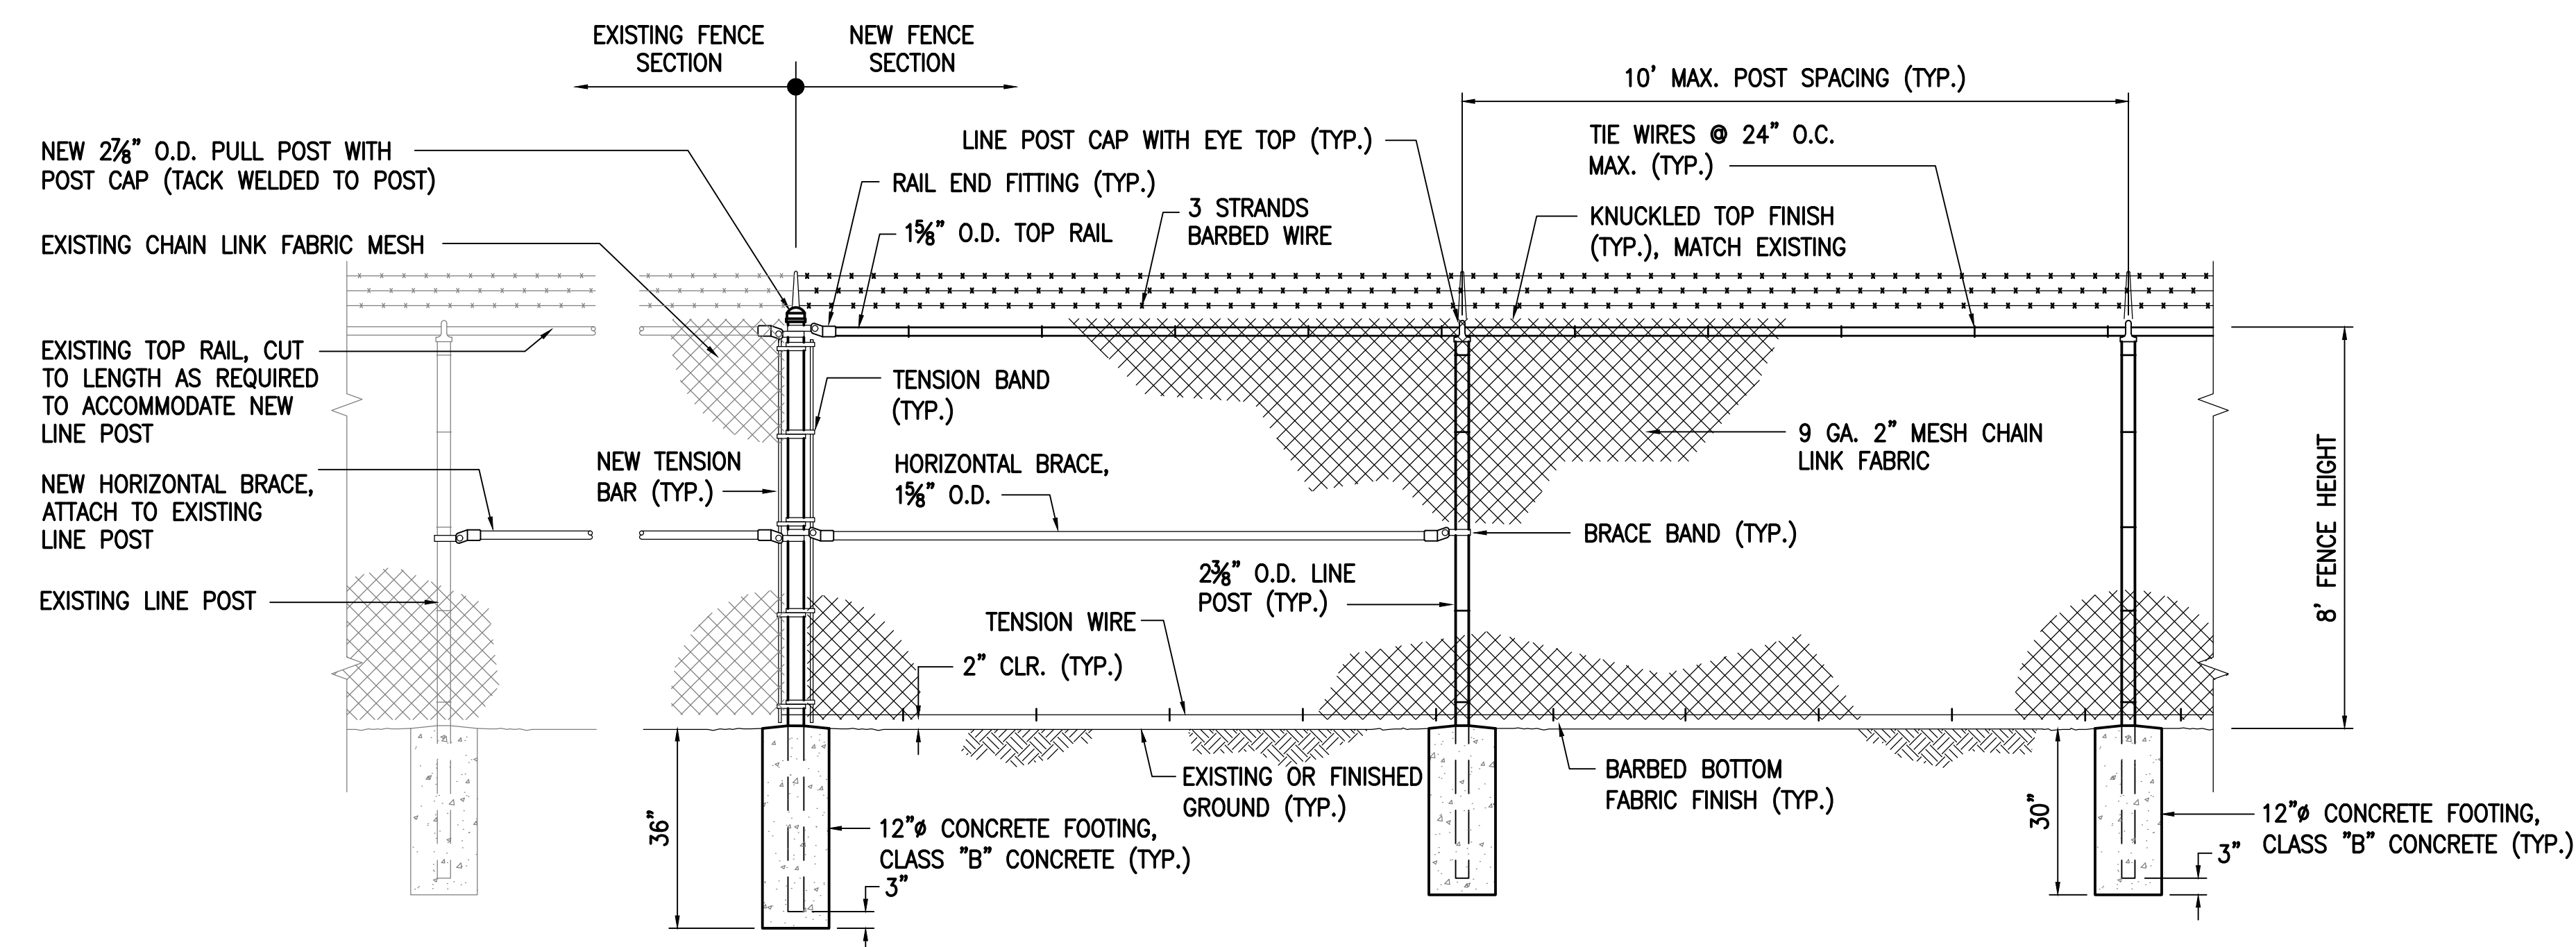 EXISTING FENCE
SECTION
NEW FENCE
SECTION
10' MAX. POST SPACING (TYP.)
NEW 2⅞" O.D. PULL POST WITH
POST CAP (TACK WELDED TO POST)
LINE POST CAP WITH EYE TOP (TYP.)
TIE WIRES @ 24" O.C.
MAX. (TYP.)
RAIL END FITTING (TYP.)
3 STRANDS
BARBED WIRE
1⅝" O.D. TOP RAIL
KNUCKLED TOP FINISH
(TYP.), MATCH EXISTING
EXISTING CHAIN LINK FABRIC MESH
EXISTING TOP RAIL, CUT
TO LENGTH AS REQUIRED
TO ACCOMMODATE NEW
LINE POST
TENSION BAND
(TYP.)
9 GA. 2" MESH CHAIN
LINK FABRIC
NEW TENSION
BAR (TYP.)
HORIZONTAL BRACE,
1⅝" O.D.
NEW HORIZONTAL BRACE,
ATTACH TO EXISTING
LINE POST
BRACE BAND (TYP.)
8' FENCE HEIGHT
2⅜" O.D. LINE
POST (TYP.)
EXISTING LINE POST
TENSION WIRE
2" CLR. (TYP.)
EXISTING OR FINISHED
GROUND (TYP.)
BARBED BOTTOM
FABRIC FINISH (TYP.)
36"
12"ø CONCRETE FOOTING,
CLASS "B" CONCRETE (TYP.)
3"
30"
12"ø CONCRETE FOOTING,
CLASS "B" CONCRETE (TYP.)
3"